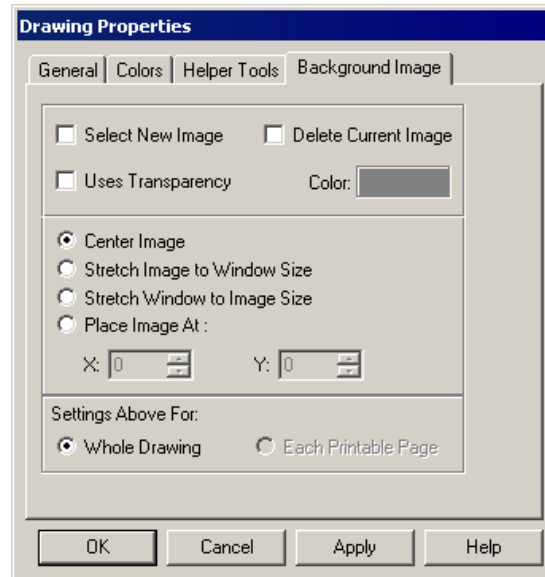 Drawing Properties
General Colors Helper Tools Background Image
Select New Image Delete Current Image
Uses Transparency Color:
Center Image
Stretch Image to Window Size
Stretch Window to Image Size
Place Image At :
X: 0 Y: 0
Settings Above For:
Whole Drawing Each Printable Page
OK Cancel Apply Help